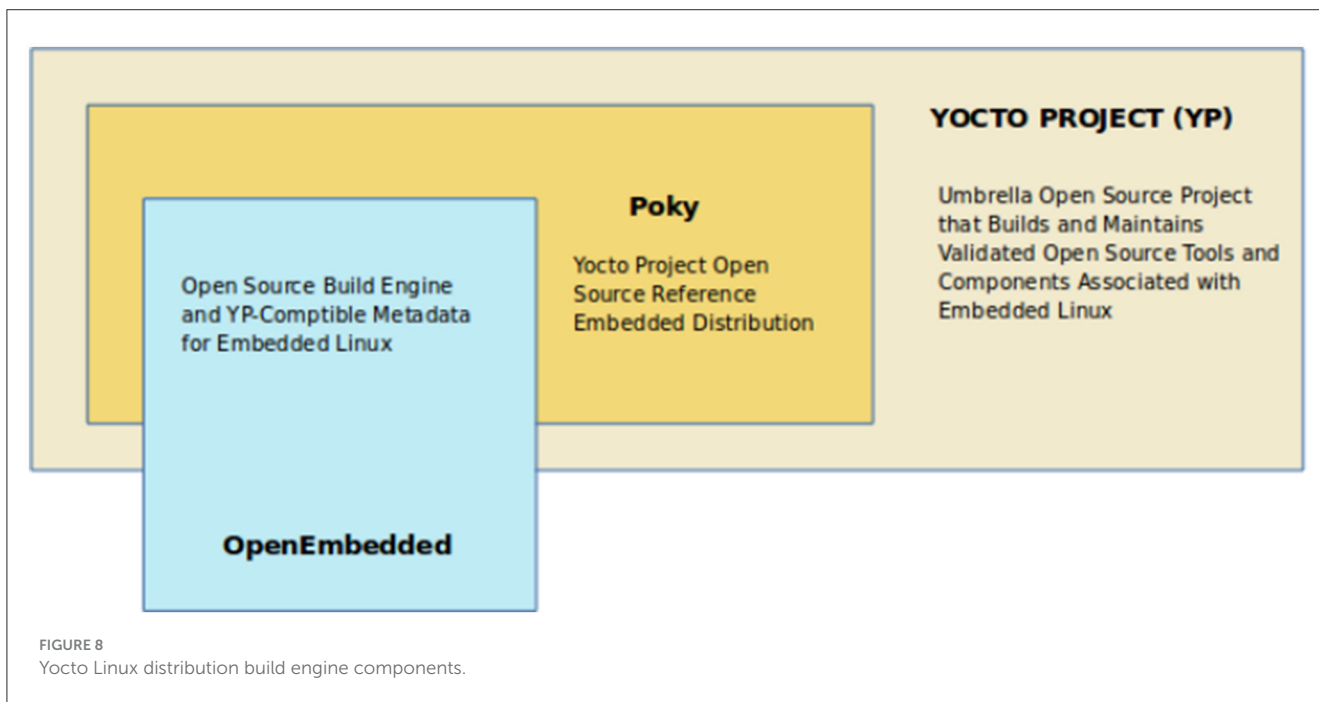 YOCTO PROJECT (YP)
Umbrella Open Source Project
that Builds and Maintains
Validated Open Source Tools and
Components Associated with
Embedded Linux
Poky
Yocto Project Open
Source Reference
Embedded Distribution
Open Source Build Engine
and YP-Comptible Metadata
for Embedded Linux
OpenEmbedded
FIGURE 8
Yocto Linux distribution build engine components.